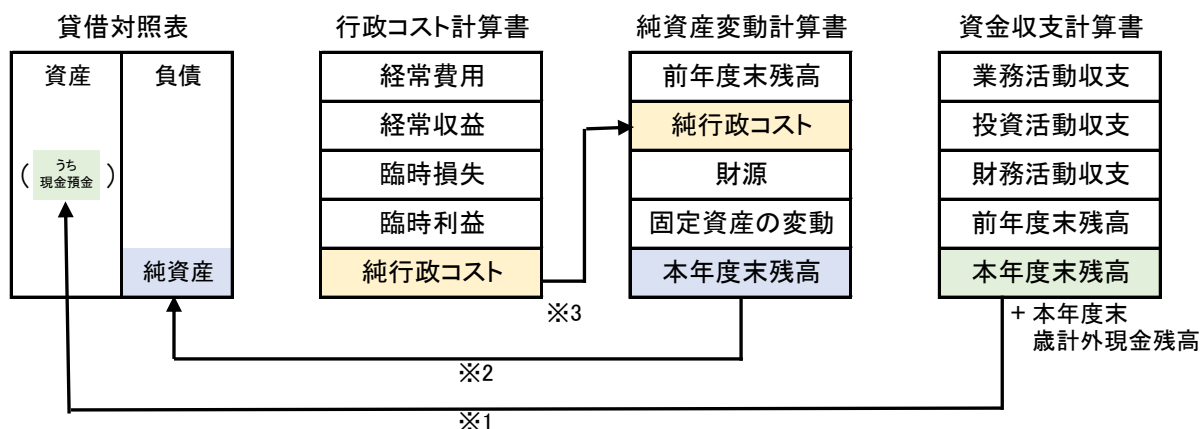 貸借対照表
資産
負債
(うち
現金預金)
純資産
行政コスト計算書
経常費用
経常収益
臨時損失
臨時利益
純行政コスト
※3
純資産変動計算書
前年度末残高
純行政コスト
財源
固定資産の変動
本年度末残高
※2
資金収支計算書
業務活動収支
投資活動収支
財務活動収支
前年度末残高
本年度末残高
+本年度末
歳計外現金残高
※1